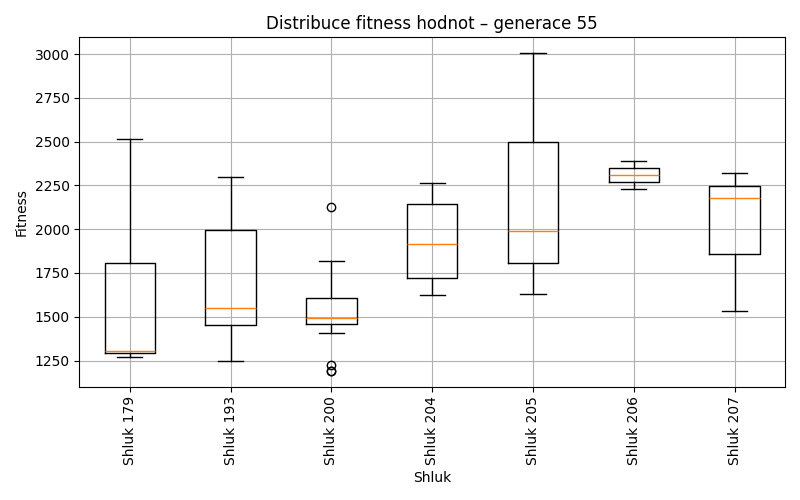 Distribuce fitness hodnot – generace 55
Fitness
3000
2750
2500
2250
2000
1750
1500
1250
Shluk 179
Shluk 193
Shluk 200
Shluk 204
Shluk 205
Shluk 206
Shluk 207
Shluk